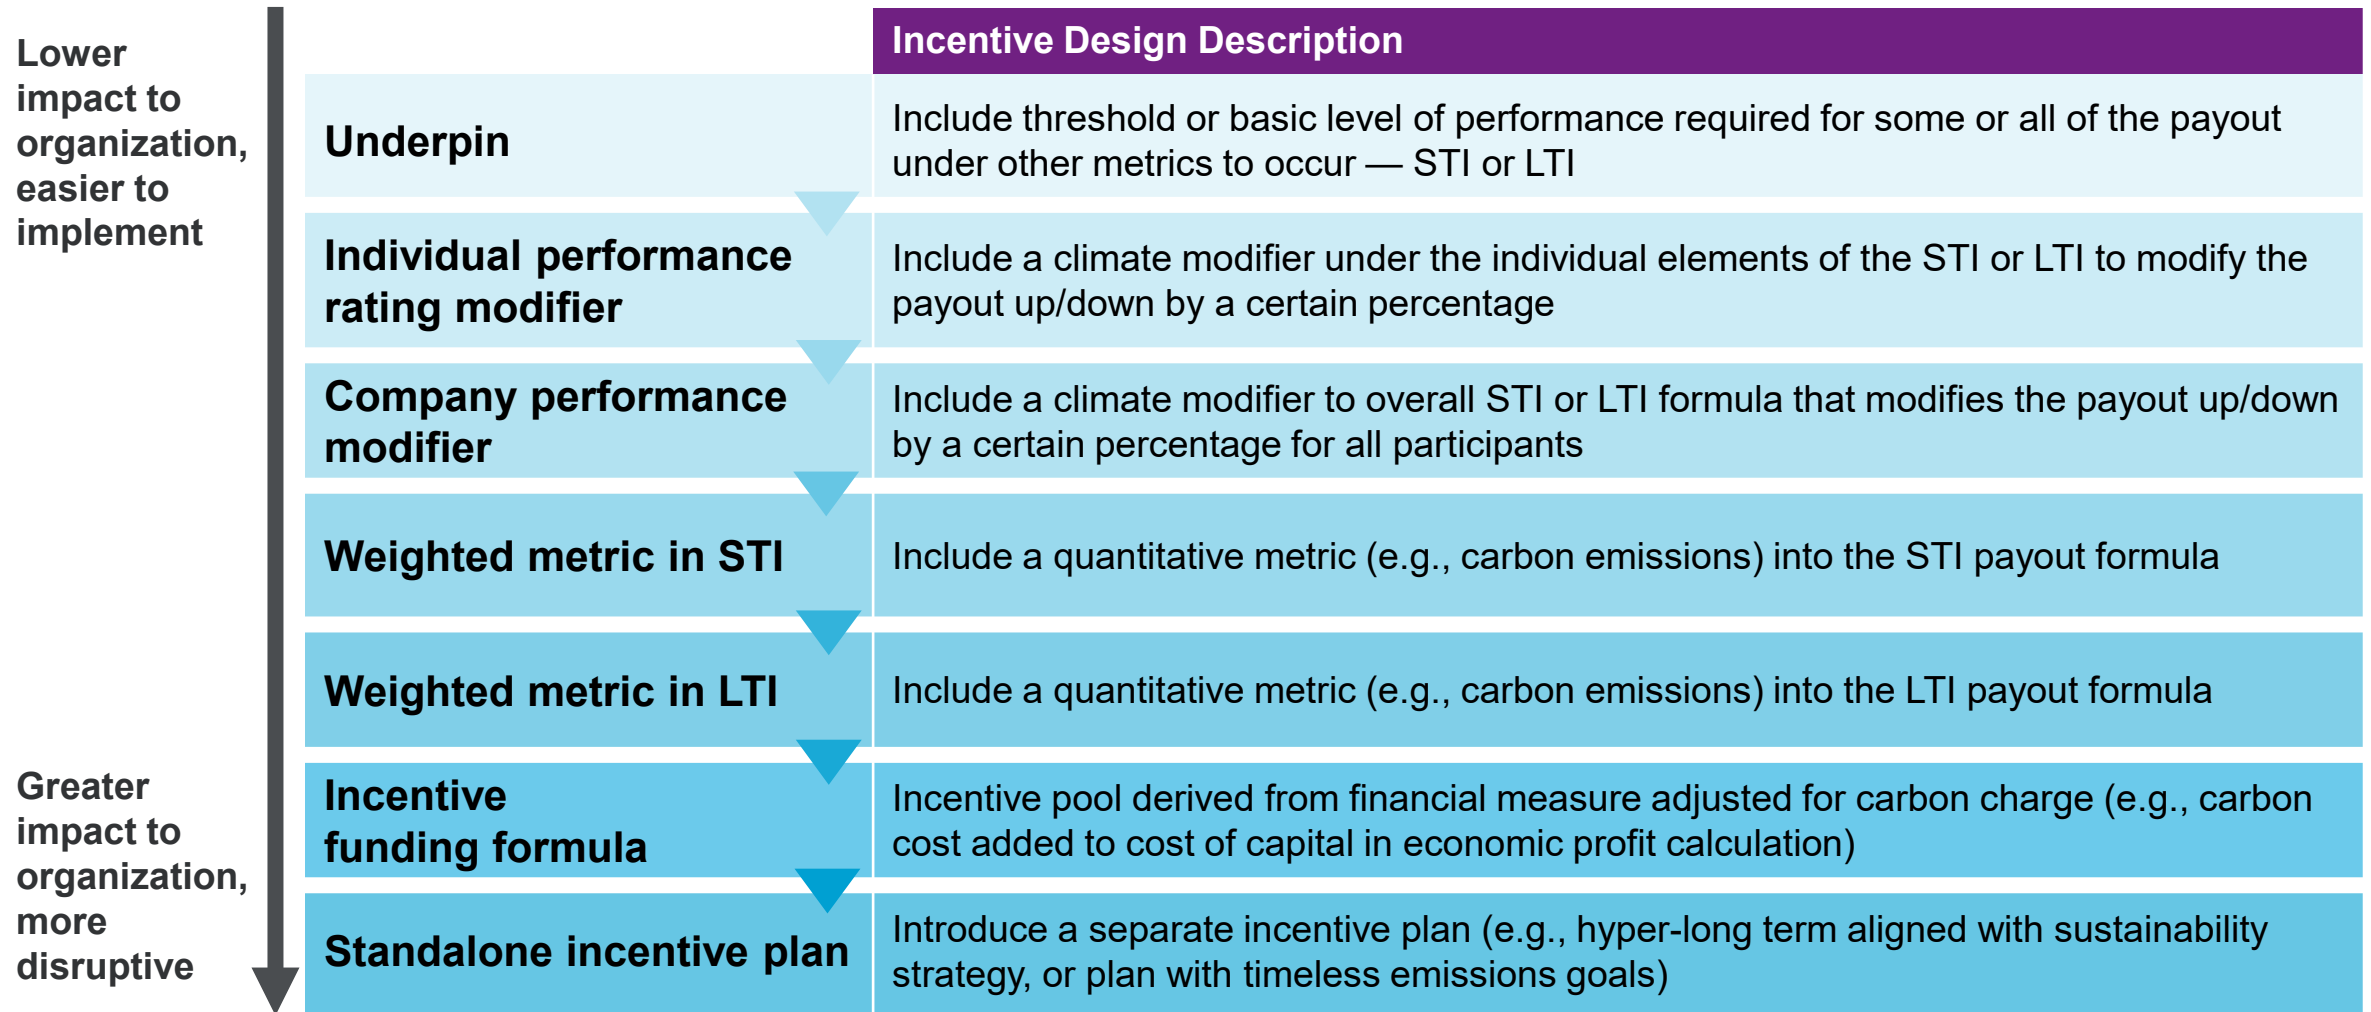 Lower
impact to
organization,
easier to
implement
Incentive Design Description
Underpin
Include threshold or basic level of performance required for some or all of the payout
under other metrics to occur — STI or LTI
Individual performance
rating modifier
Include a climate modifier under the individual elements of the STI or LTI to modify the
payout up/down by a certain percentage
Company performance
modifier
Include a climate modifier to overall STI or LTI formula that modifies the payout up/down
by a certain percentage for all participants
Weighted metric in STI
Include a quantitative metric (e.g., carbon emissions) into the STI payout formula
Weighted metric in LTI
Include a quantitative metric (e.g., carbon emissions) into the LTI payout formula
Greater
impact to
organization,
more
disruptive
Incentive
funding formula
Incentive pool derived from financial measure adjusted for carbon charge (e.g., carbon
cost added to cost of capital in economic profit calculation)
Standalone incentive plan
Introduce a separate incentive plan (e.g., hyper-long term aligned with sustainability
strategy, or plan with timeless emissions goals)